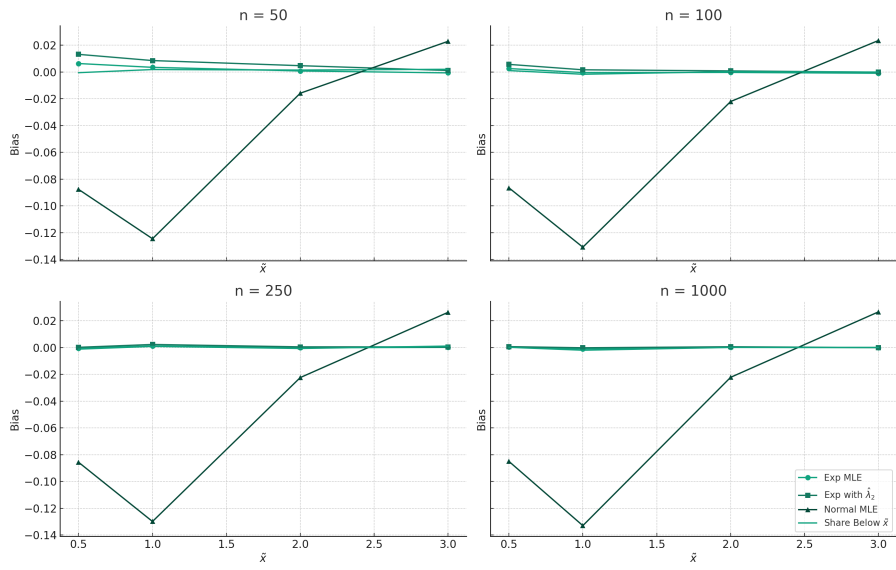 n = 50
n = 100
0.02
0.00
−0.02
−0.04
−0.06
−0.08
−0.10
−0.12
−0.14
Bias
Bias
x̃
x̃
n = 250
n = 1000
0.02
0.00
−0.02
−0.04
−0.06
−0.08
−0.10
−0.12
−0.14
Bias
Bias
Exp MLE
Exp with λ̂₂
Normal MLE
Share Below x̃
0.5 1.0 1.5 2.0 2.5 3.0
0.5 1.0 1.5 2.0 2.5 3.0
x̃
x̃